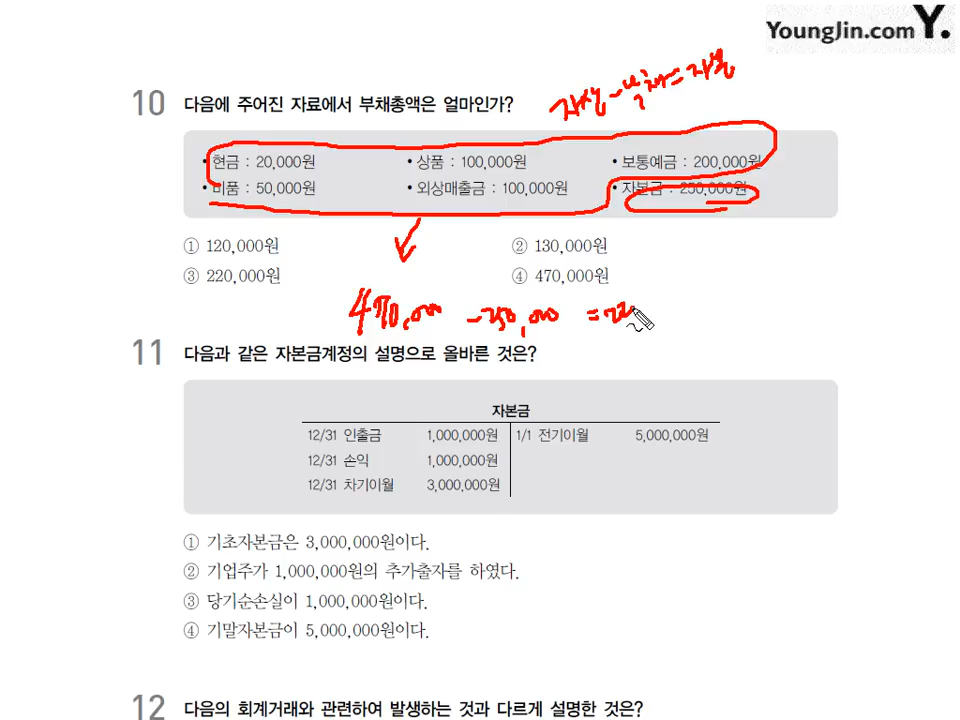 YoungJin.com Y.
자산-부채=자본
10 다음에 주어진 자료에서 부채총액은 얼마인가?
•현금 : 20,000원 •상품 : 100,000원 •보통예금 : 200,000원
•비품 : 50,000원 •외상매출금 : 100,000원 •자본금 : 250,000원
① 120,000원 ② 130,000원
③ 220,000원 ④ 470,000원
470,000 -250,000 =22
11 다음과 같은 자본금계정의 설명으로 올바른 것은?
자본금
12/31 인출금 1,000,000원 1/1 전기이월 5,000,000원
12/31 손익 1,000,000원
12/31 차기이월 3,000,000원
① 기초자본금은 3,000,000원이다.
② 기업주가 1,000,000원의 추가출자를 하였다.
③ 당기순손실이 1,000,000원이다.
④ 기말자본금이 5,000,000원이다.
12 다음의 회계거래와 관련하여 발생하는 것과 다르게 설명한 것은?